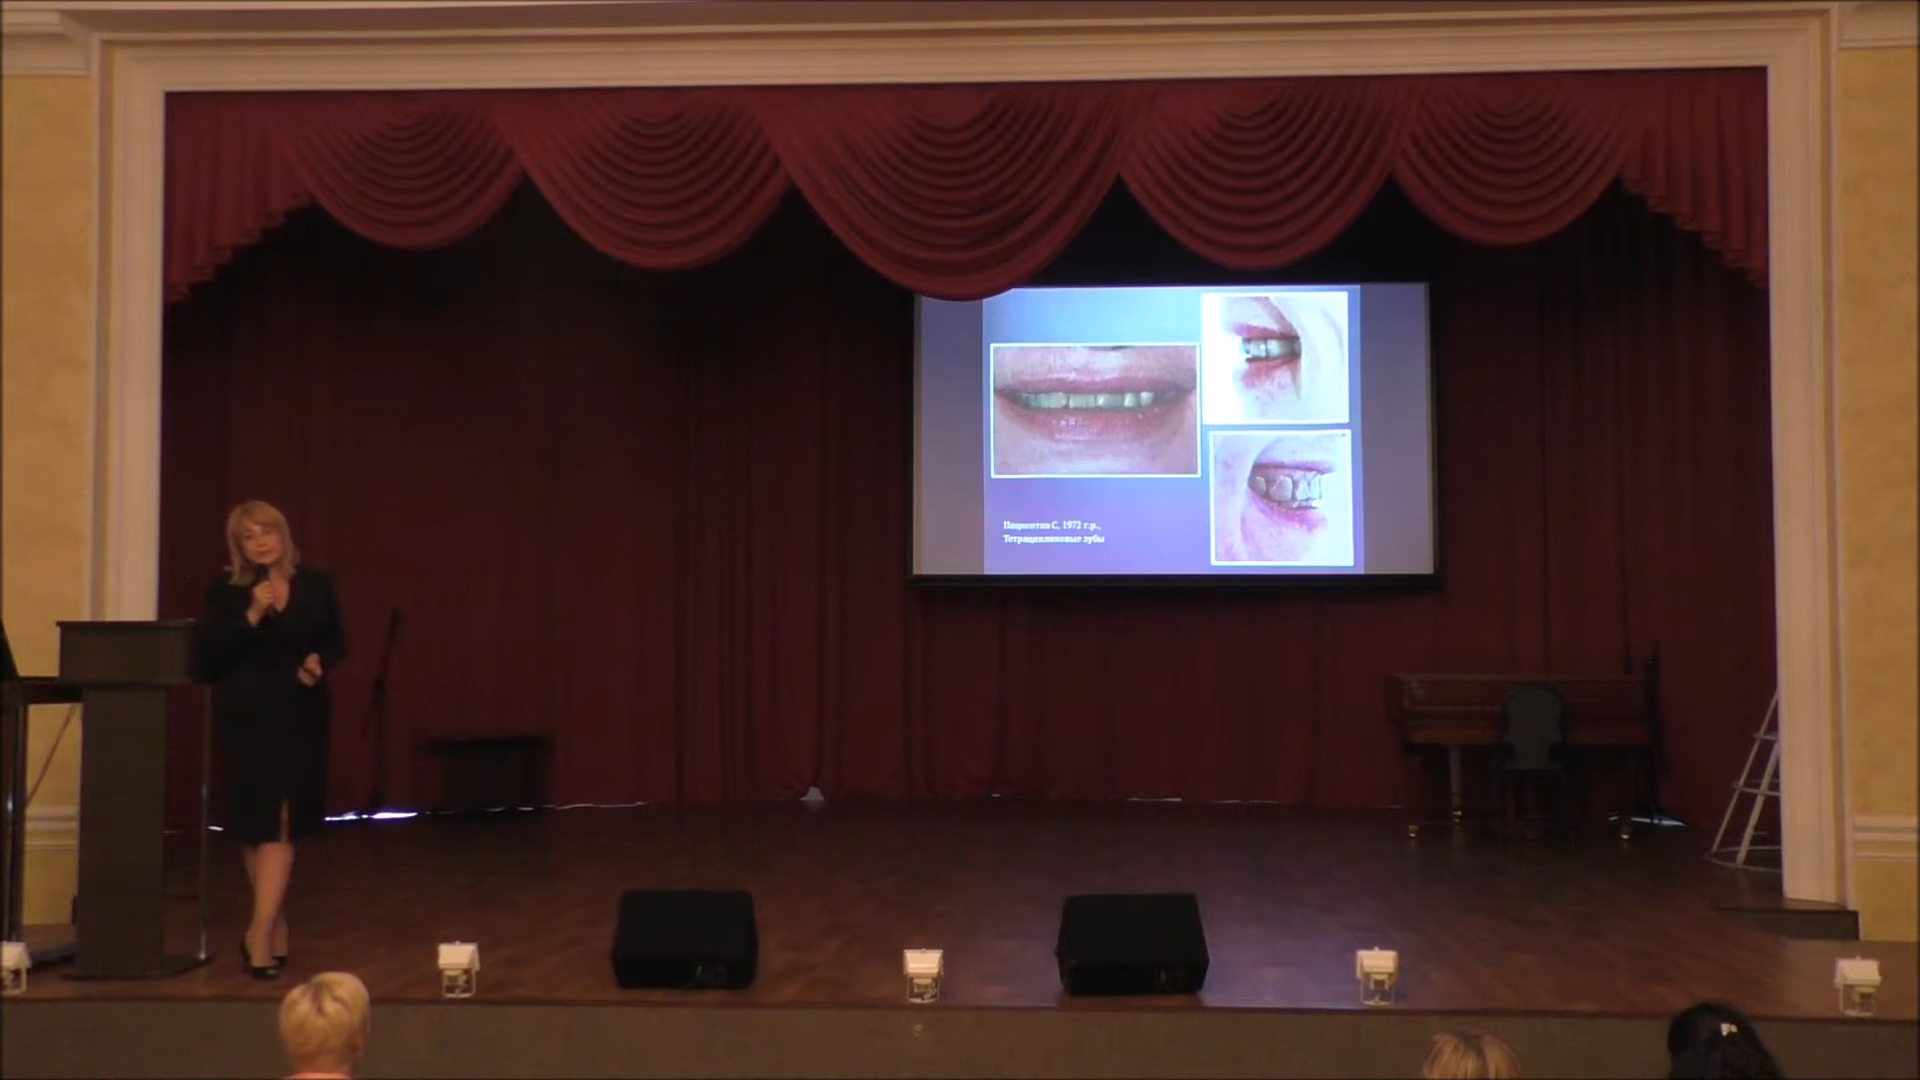 Пациентка С, 1972 г.р.,
Тетрациклиновые зубы